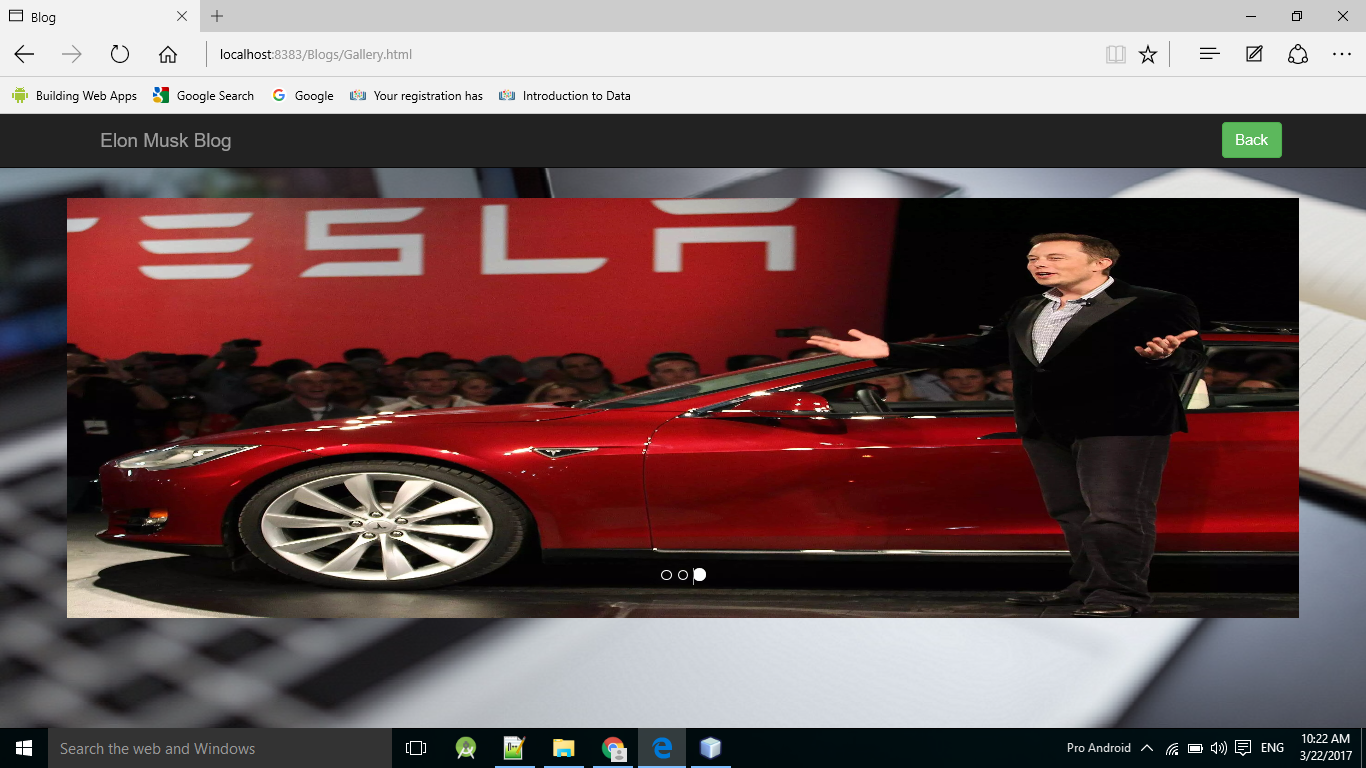 Blog
localhost:8383/Blogs/Gallery.html
Building Web Apps Google Search Google Your registration has Introduction to Data
Elon Musk Blog Back
TESLA
Search the web and Windows Pro Android ENG 10:22 AM
3/22/2017